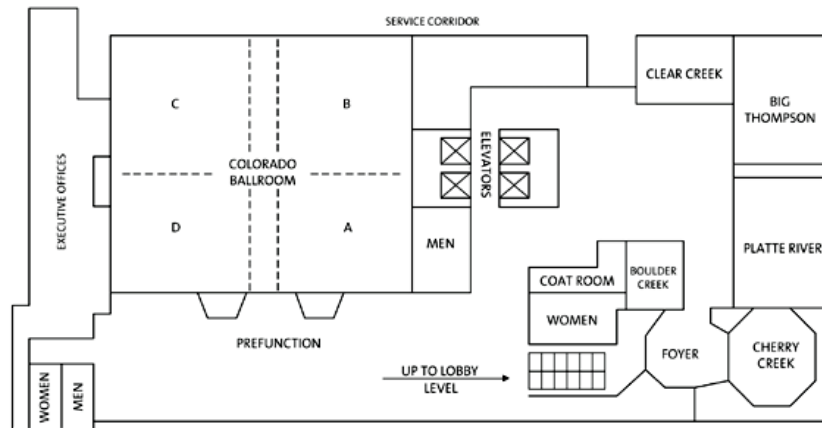 SERVICE CORRIDOR
CLEAR CREEK
BIG
THOMPSON
C
B
COLORADO
BALLROOM
ELEVATORS
EXECUTIVE OFFICES
D
A
MEN
PLATTE RIVER
COAT ROOM
BOULDER
CREEK
WOMEN
PREFUNCTION
FOYER
CHERRY
CREEK
UP TO LOBBY
LEVEL
WOMEN
MEN